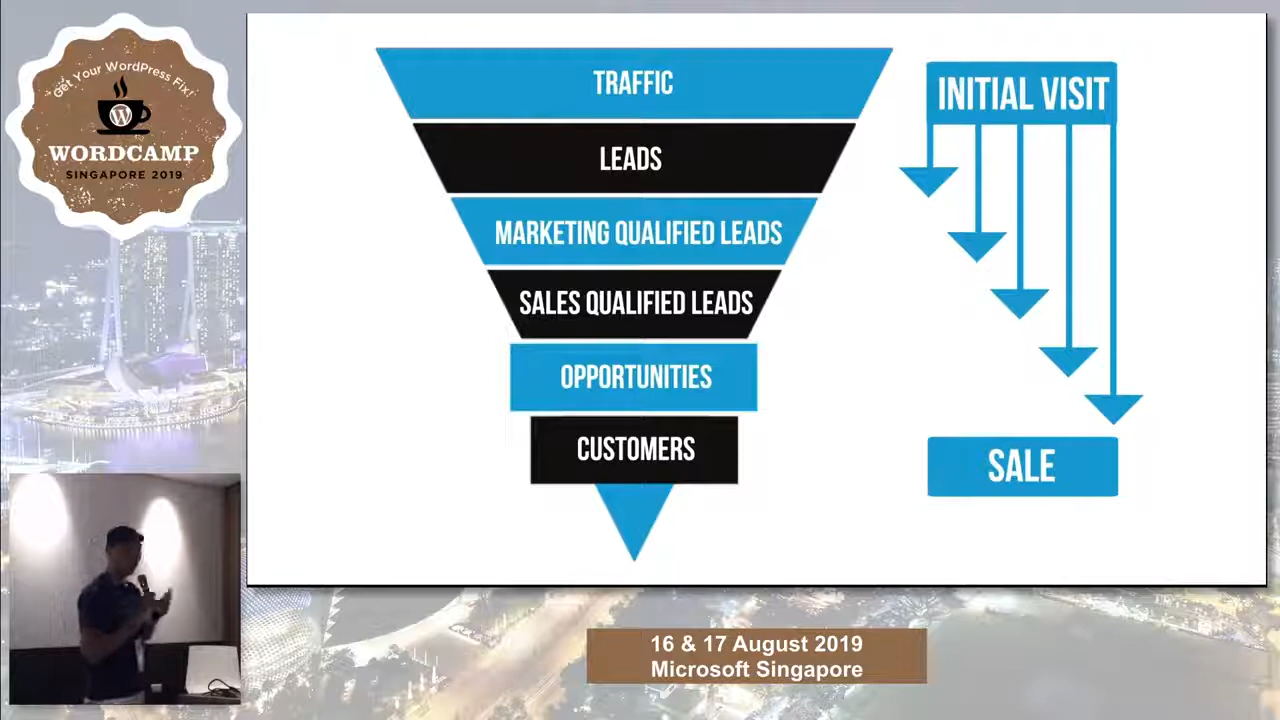 Get Your WordPress Fix!
WORDCAMP
SINGAPORE 2019
TRAFFIC
LEADS
MARKETING QUALIFIED LEADS
SALES QUALIFIED LEADS
OPPORTUNITIES
CUSTOMERS
INITIAL VISIT
SALE
16 & 17 August 2019
Microsoft Singapore